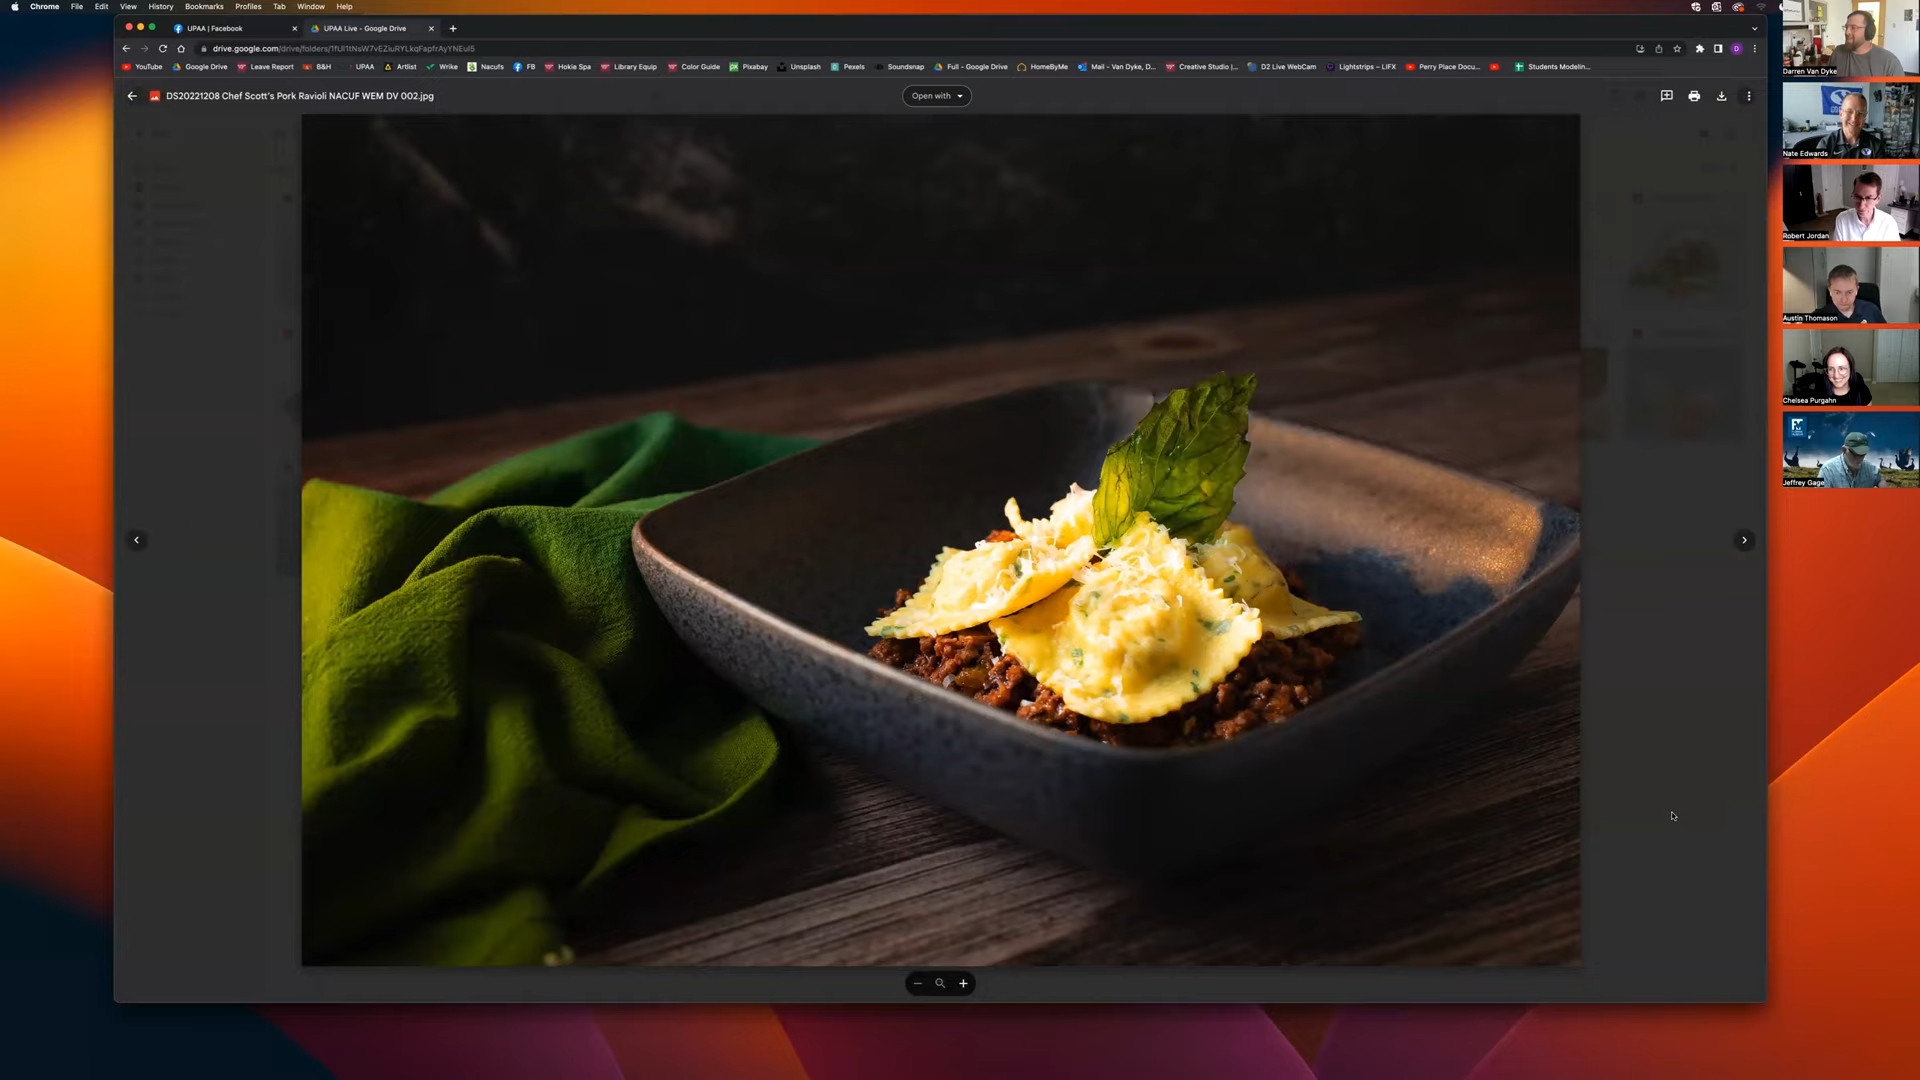 Chrome File Edit View History Bookmarks Profiles Tab Window Help
UPAA | Facebook
UPAA Live - Google Drive
YouTube Google Drive Leave Report B&H UPAA Artlist Wrike Nacufs FB Hokie Spa Library Equip Color Guide Pixabay Unsplash Pexels Soundsnap Full - Google Drive HomeByMe Mail - Van Dyke, D... Creative Studio |... D2 Live WebCam Lightstrips – LIFX Perry Place Docu... Students Modelin...
DS20221208 Chef Scott's Pork Ravioli NACUF WEM DV 002.jpg
Open with
Darren Van Dyke
Nate Edwards
Robert Jordan
Austin Thomason
Chelsea Purgahn
Jeffrey Gage